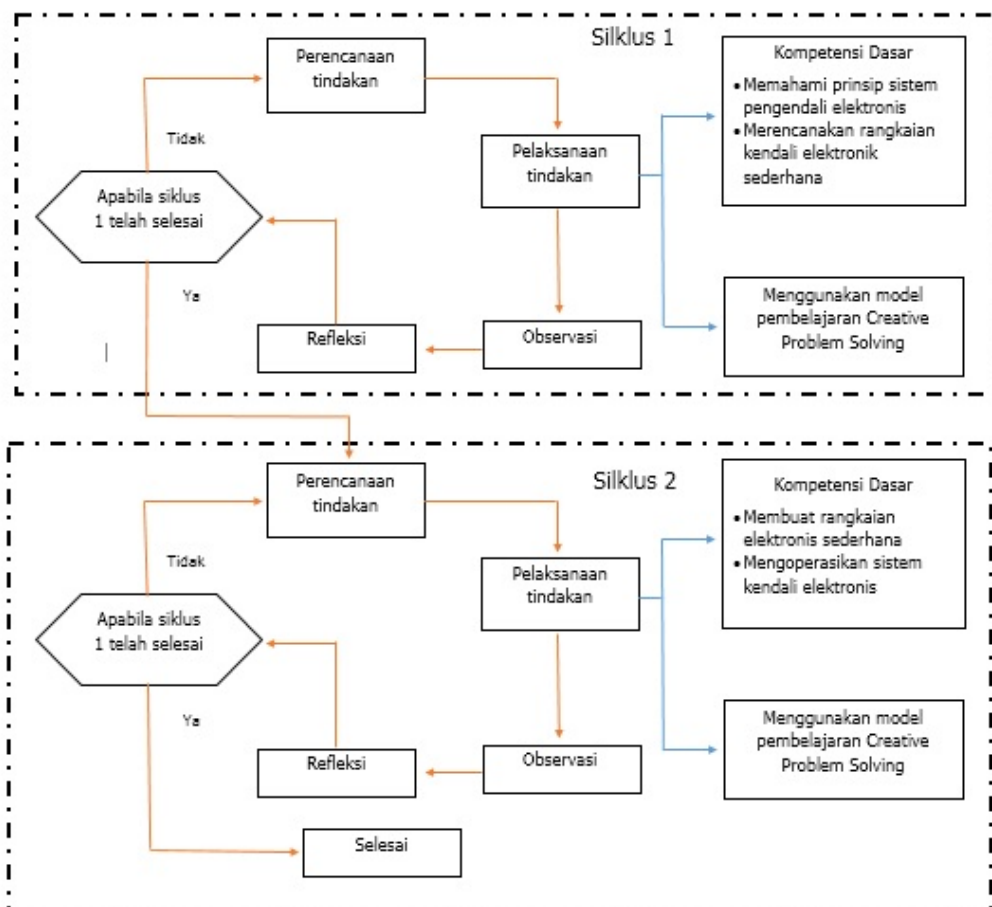 Silklus 1
Perencanaan
tindakan
Kompetensi Dasar
• Memahami prinsip sistem
pengendali elektronis
• Merencanakan rangkaian
kendali elektronik
sederhana
Tidak
Pelaksanaan
tindakan
Apabila siklus
1 telah selesai
Ya
Refleksi
Observasi
Menggunakan model
pembelajaran Creative
Problem Solving
Silklus 2
Perencanaan
tindakan
Kompetensi Dasar
• Membuat rangkaian
elektronis sederhana
• Mengoperasikan sistem
kendali elektronis
Tidak
Pelaksanaan
tindakan
Apabila siklus
1 telah selesai
Ya
Refleksi
Observasi
Menggunakan model
pembelajaran Creative
Problem Solving
Selesai